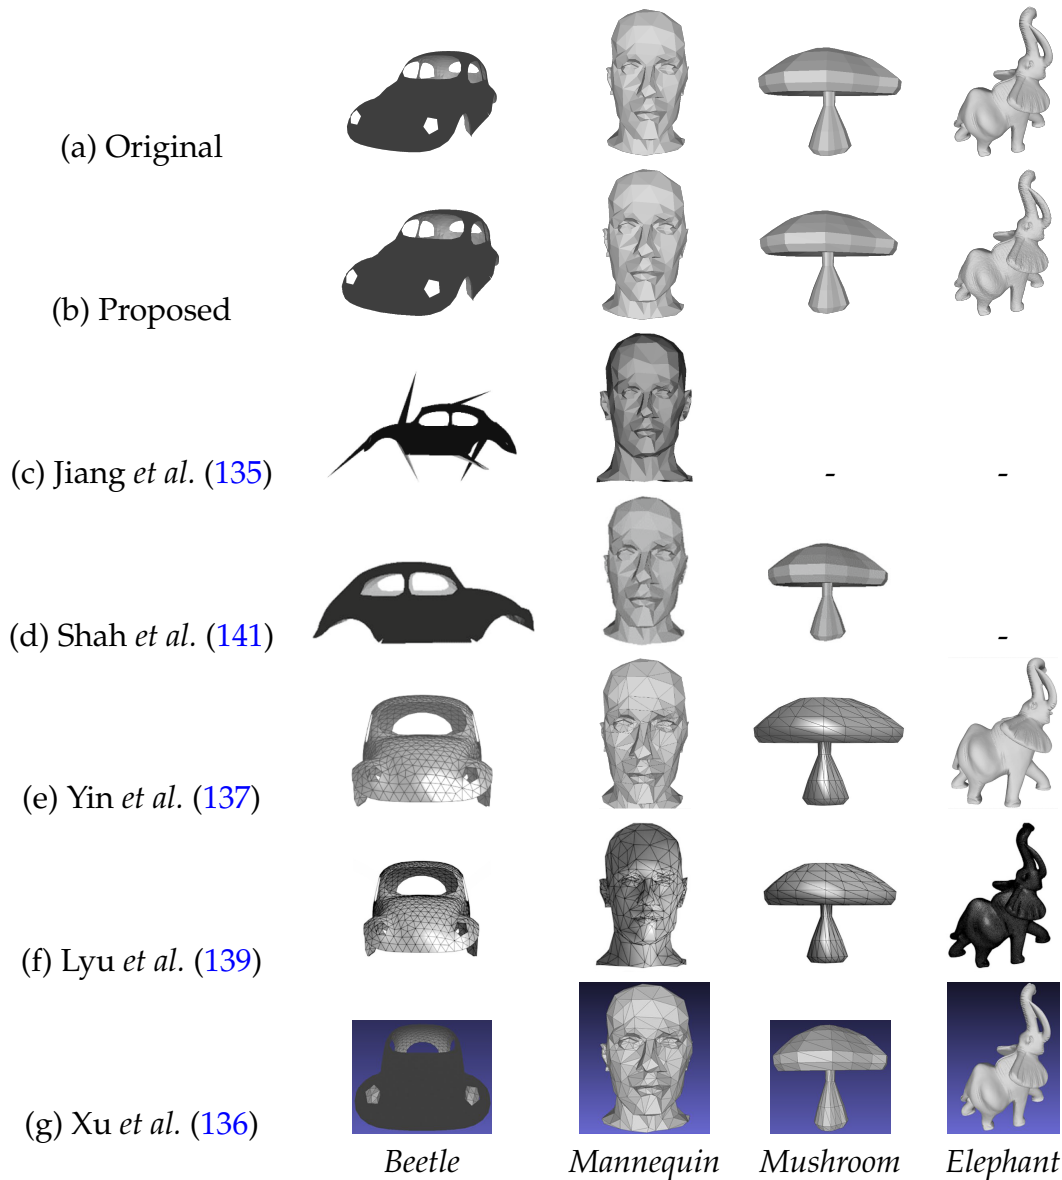 (a) Original
(b) Proposed
(c) Jiang et al. (135) - -
(d) Shah et al. (141) -
(e) Yin et al. (137)
(f) Lyu et al. (139)
(g) Xu et al. (136)
Beetle Mannequin Mushroom Elephant